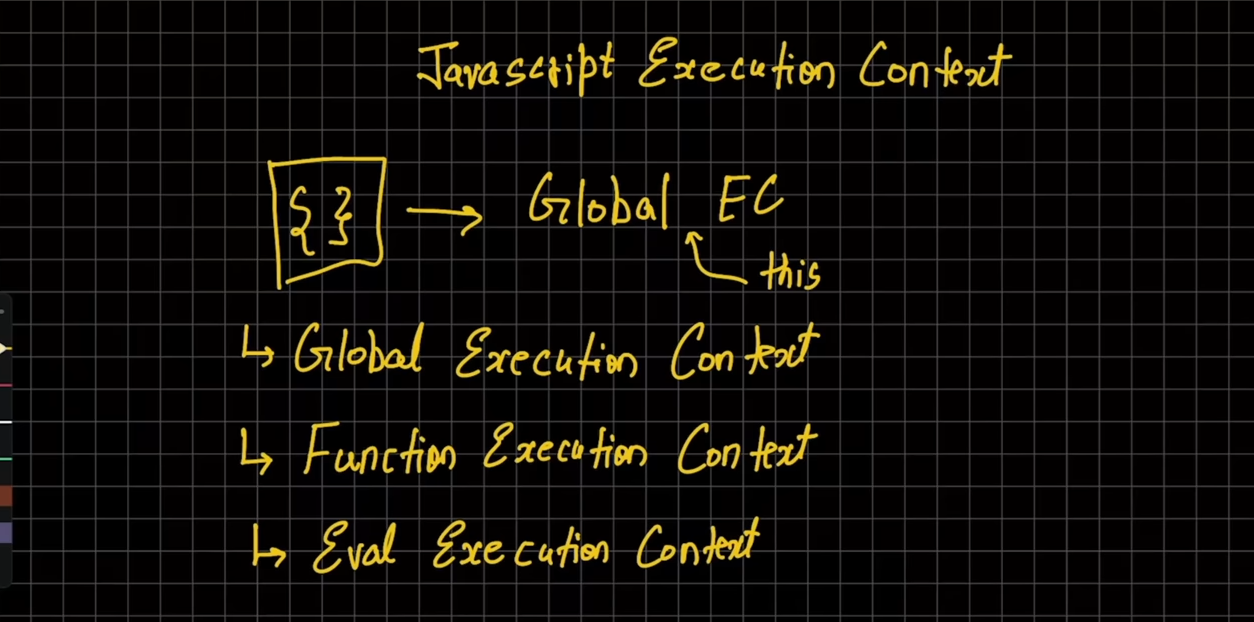 Javascript Execution Context
{ } → Global EC
this
↳ Global Execution Context
↳ Function Execution Context
↳ Eval Execution Context